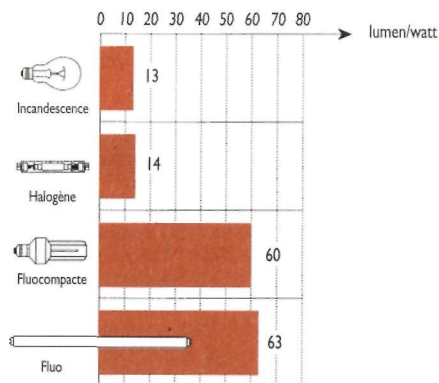 0 10 20 30 40 50 60 70 80
lumen/watt
13
Incandescence
14
Halogène
60
Fluocompacte
63
Fluo